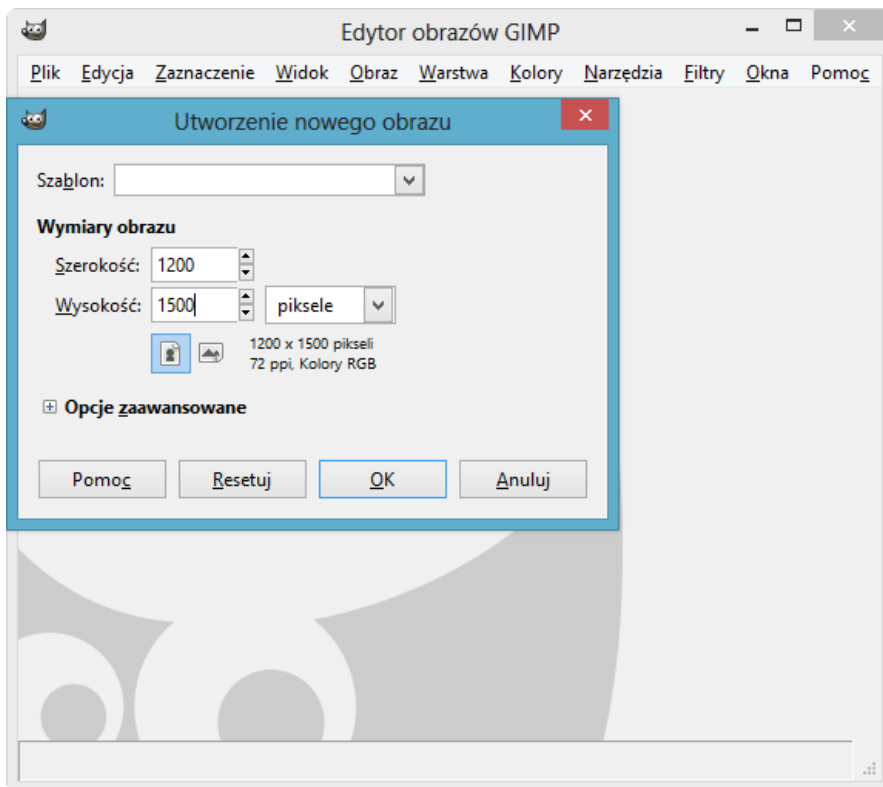 Edytor obrazów GIMP
Plik Edycja Zaznaczenie Widok Obraz Warstwa Kolory Narzędzia Filtry Okna Pomoc
Utworzenie nowego obrazu
Szablon:
Wymiary obrazu
Szerokość: 1200
Wysokość: 1500 piksele
1200 x 1500 pikseli
72 ppi, Kolory RGB
Opcje zaawansowane
Pomoc Resetuj OK Anuluj